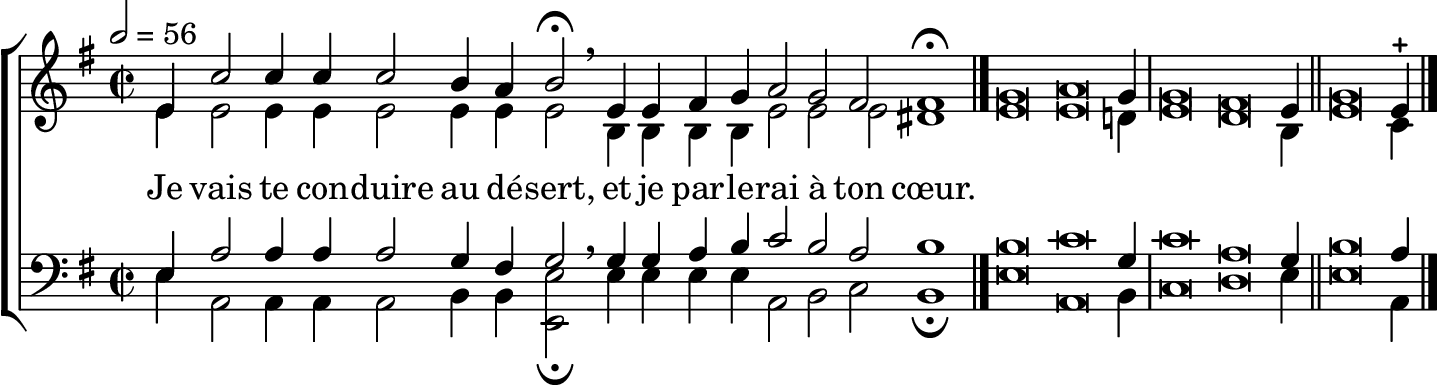 = 56
Je vais te conduire au désert, et je parlerai à ton cœur.